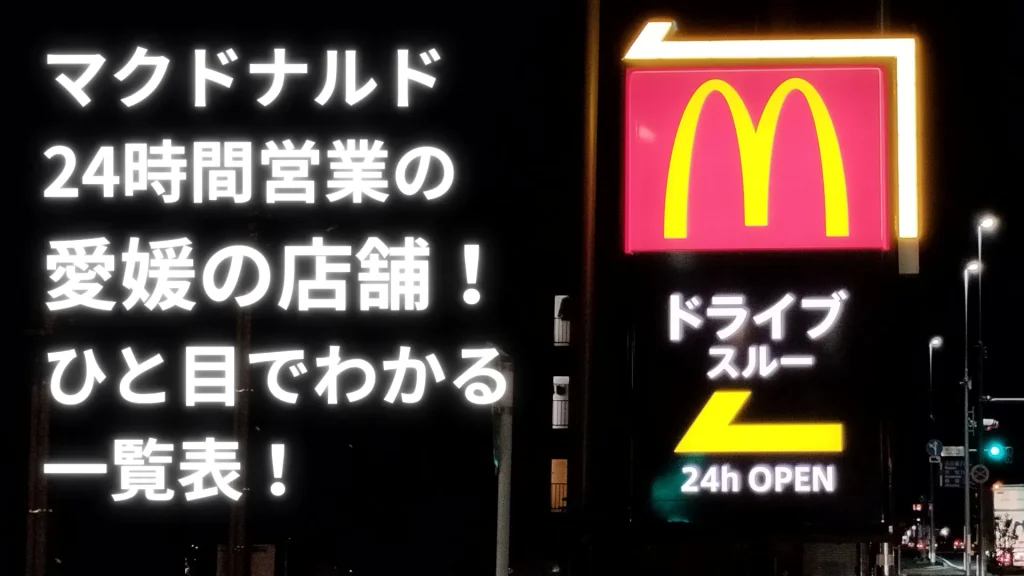 マクドナルド
24時間営業の
愛媛の店舗！
ひと目でわかる
一覧表！
ドライブ
スルー
24h OPEN